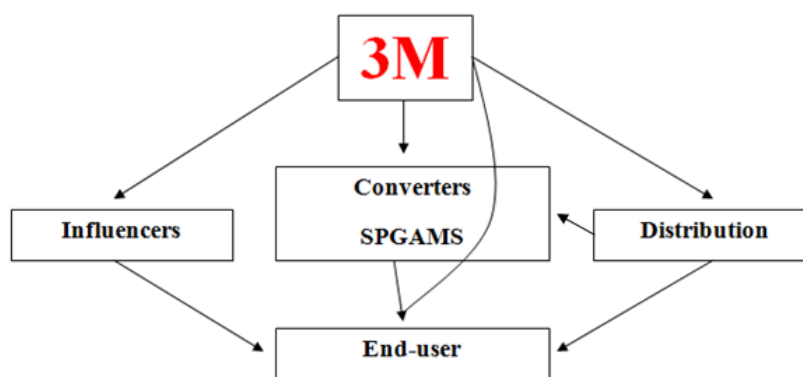 3M
Converters
SPGAMS
Influencers
Distribution
End-user